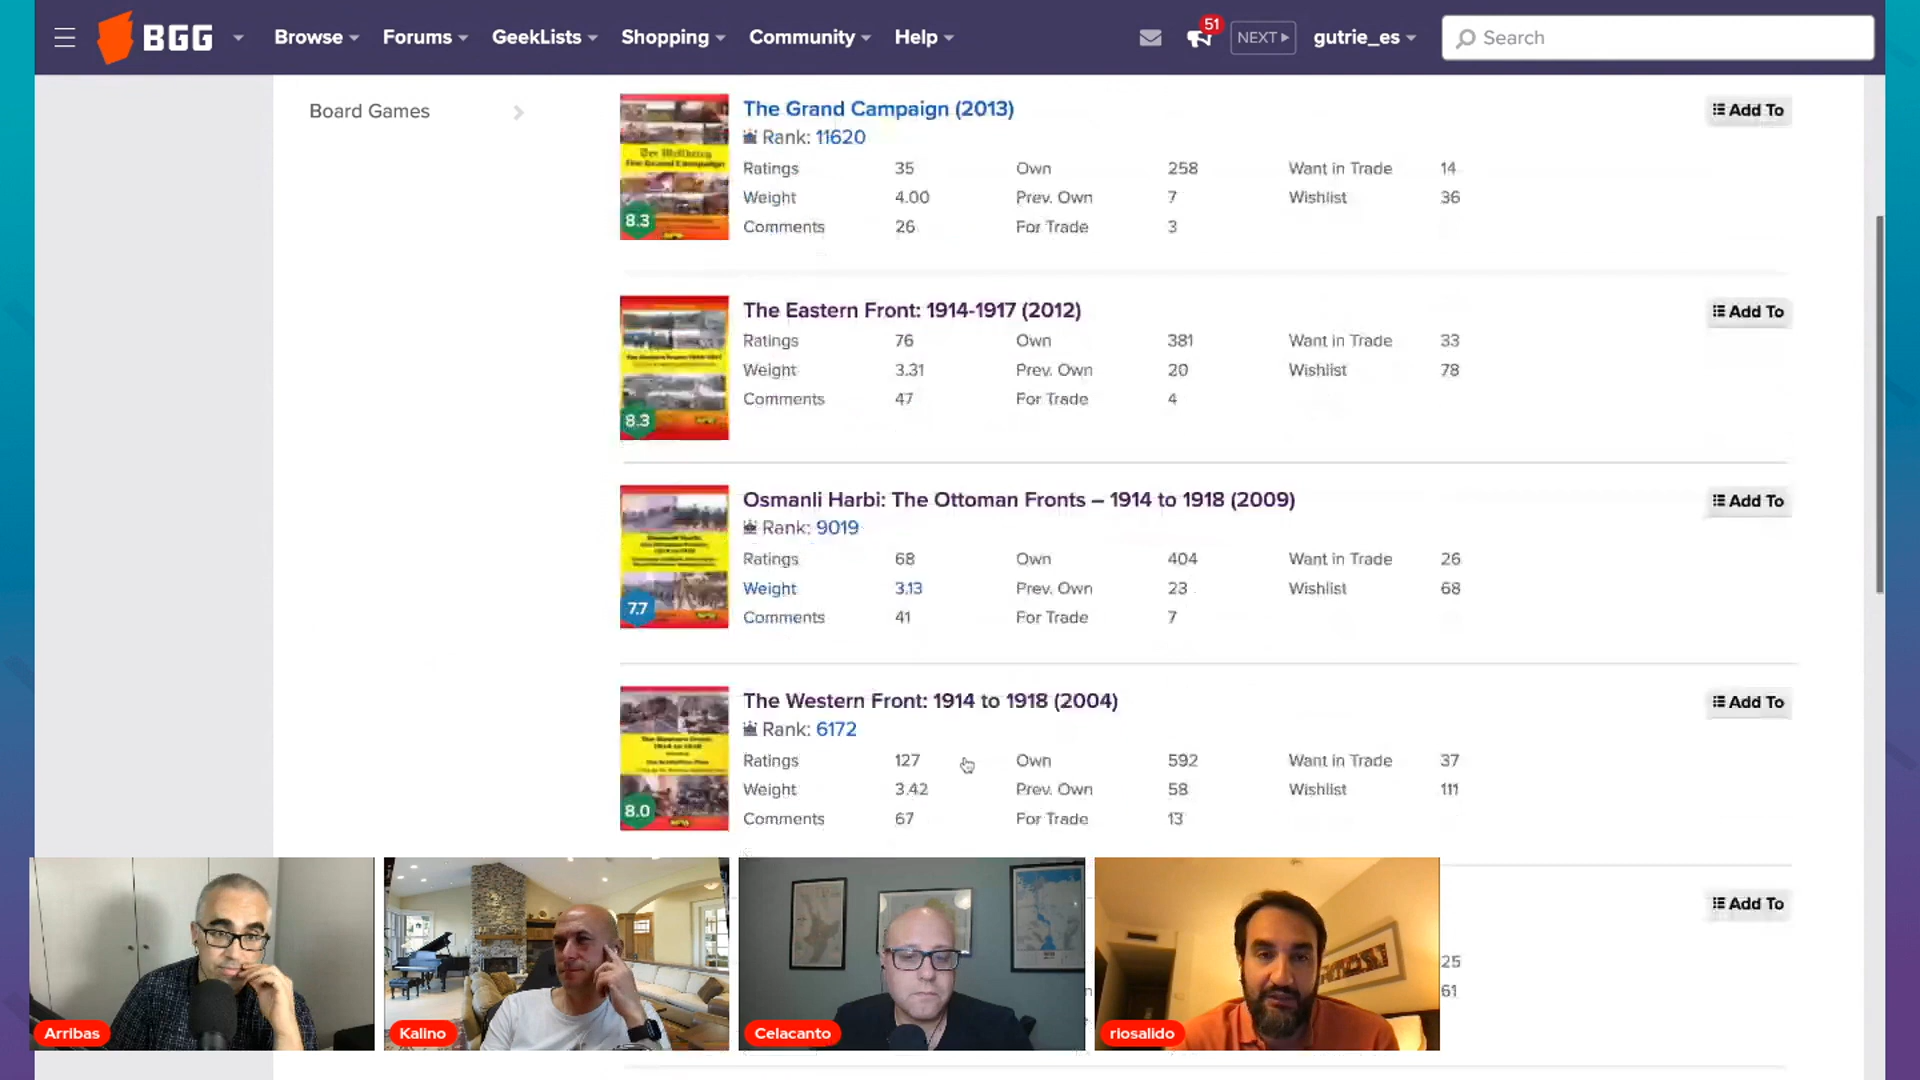 BGG
Browse
Forums
GeekLists
Shopping
Community
Help
51
NEXT
gutrie_es
Search
Board Games
The Grand Campaign (2013)
Rank: 11620
Ratings 35 Own 258 Want in Trade 14
Weight 4.00 Prev. Own 7 Wishlist 36
Comments 26 For Trade 3
Add To
8.3
The Eastern Front: 1914-1917 (2012)
Ratings 76 Own 381 Want in Trade 33
Weight 3.31 Prev. Own 20 Wishlist 78
Comments 47 For Trade 4
Add To
8.3
Osmanli Harbi: The Ottoman Fronts – 1914 to 1918 (2009)
Rank: 9019
Ratings 68 Own 404 Want in Trade 26
Weight 3.13 Prev. Own 23 Wishlist 68
Comments 41 For Trade 7
Add To
7.7
The Western Front: 1914 to 1918 (2004)
Rank: 6172
Ratings 127 Own 592 Want in Trade 37
Weight 3.42 Prev. Own 58 Wishlist 111
Comments 67 For Trade 13
Add To
8.0
Add To
25
61
Arribas
Kalino
Celacanto
riosalido